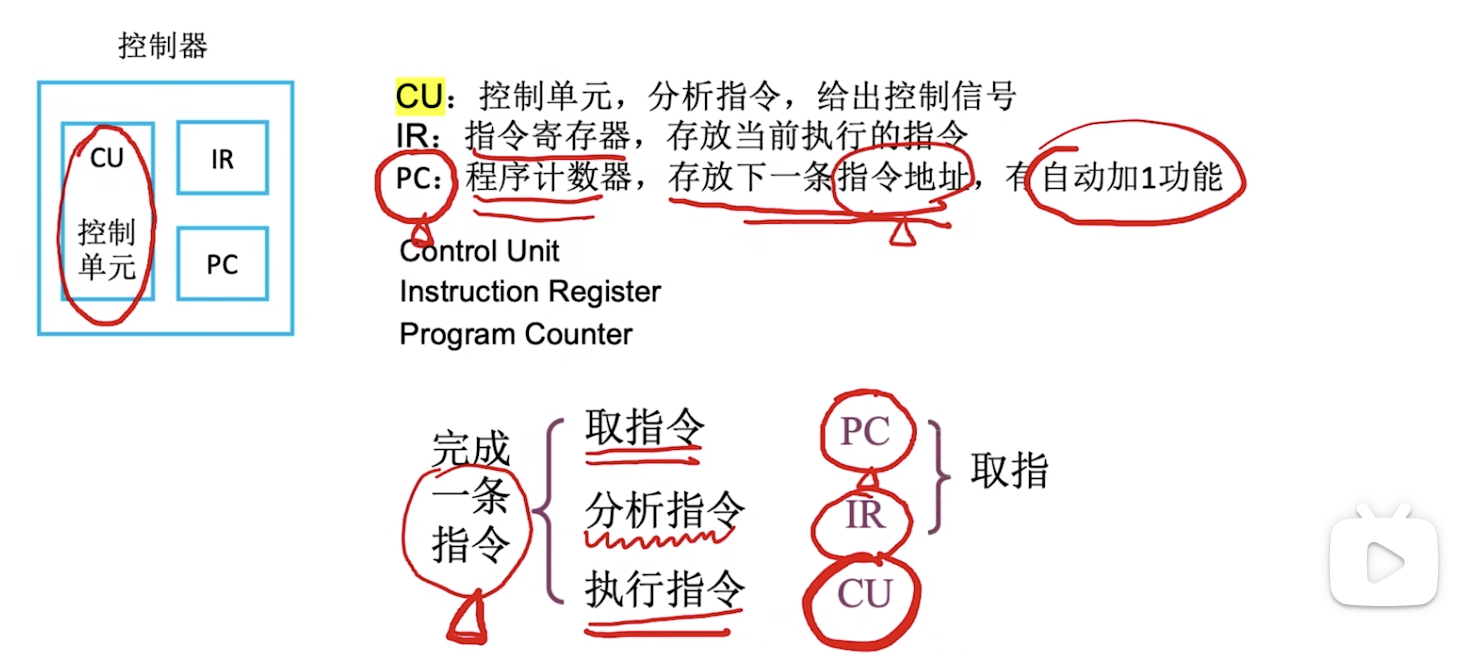 控制器
CU
控制
单元
IR
PC
CU：控制单元，分析指令，给出控制信号
IR：指令寄存器，存放当前执行的指令
PC：程序计数器，存放下一条指令地址，有自动加1功能
Control Unit
Instruction Register
Program Counter
完成
一条
指令
取指令
分析指令
执行指令
PC
IR
CU
取指